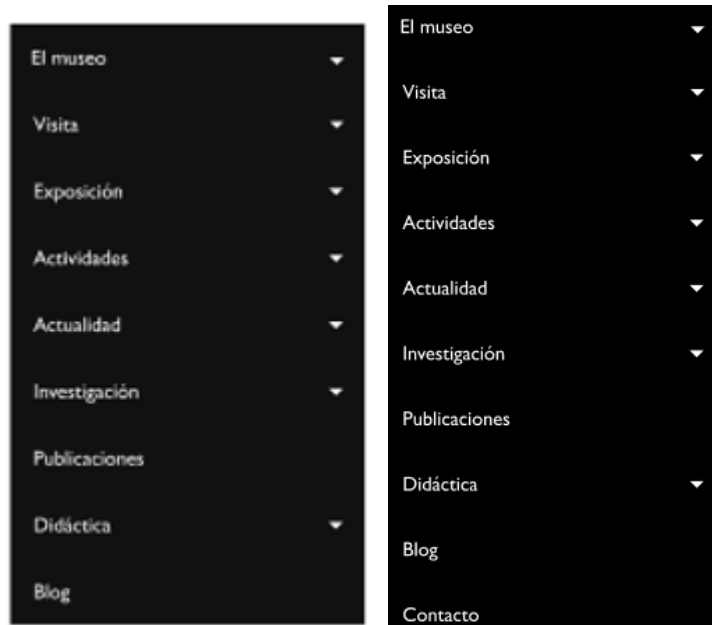 El museo
Visita
Exposición
Actividades
Actualidad
Investigación
Publicaciones
Didáctica
Blog
El museo
Visita
Exposición
Actividades
Actualidad
Investigación
Publicaciones
Didáctica
Blog
Contacto